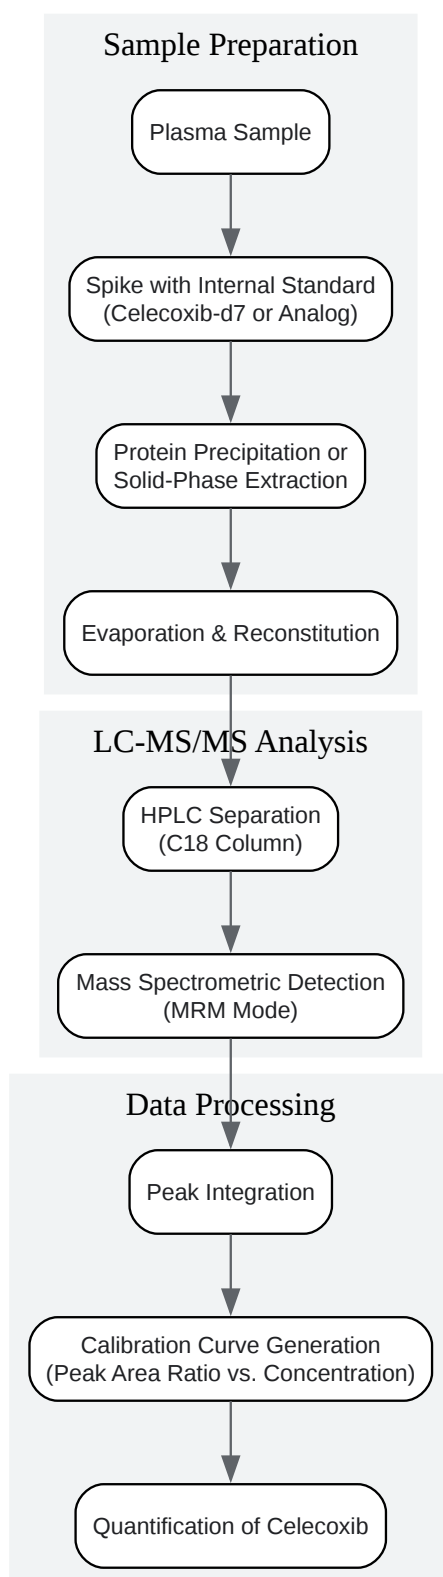 Sample Preparation
Plasma Sample
Spike with Internal Standard
(Celecoxib-d7 or Analog)
Protein Precipitation or
Solid-Phase Extraction
Evaporation & Reconstitution
LC-MS/MS Analysis
HPLC Separation
(C18 Column)
Mass Spectrometric Detection
(MRM Mode)
Data Processing
Peak Integration
Calibration Curve Generation
(Peak Area Ratio vs. Concentration)
Quantification of Celecoxib